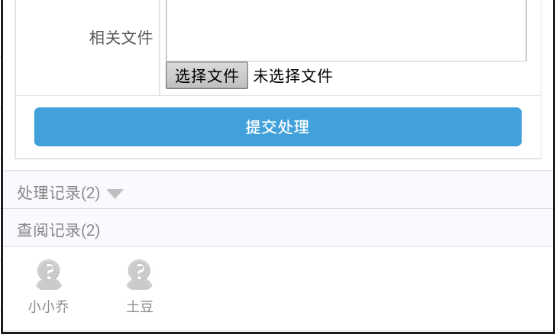 相关文件
选择文件 未选择文件
提交处理
处理记录(2)
查阅记录(2)
小小乔 土豆